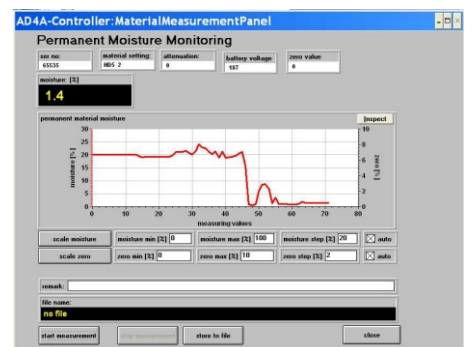 AD4A-Controller:MaterialMeasurementPanel
Permanent Moisture Monitoring
ser no:
65535
material setting:
MDS 2
attenuation:
0
battery voltage
187
zero value
0
moisture: [%]
1.4
permanent material moisture
Inspect
moisture [%]
30
25
20
15
10
5
0
zero [%]
10
8
6
4
2
0
0 10 20 30 40 50 60 70 80
measuring values
scale moisture moisture min [%] 0 moisture max [%] 100 moisture step [%] 20 auto
scale zero zero min [%] 0 zero max [%] 10 zero step [%] 2 auto
remark:
file name:
no file
start measurement stop measurement store to file close